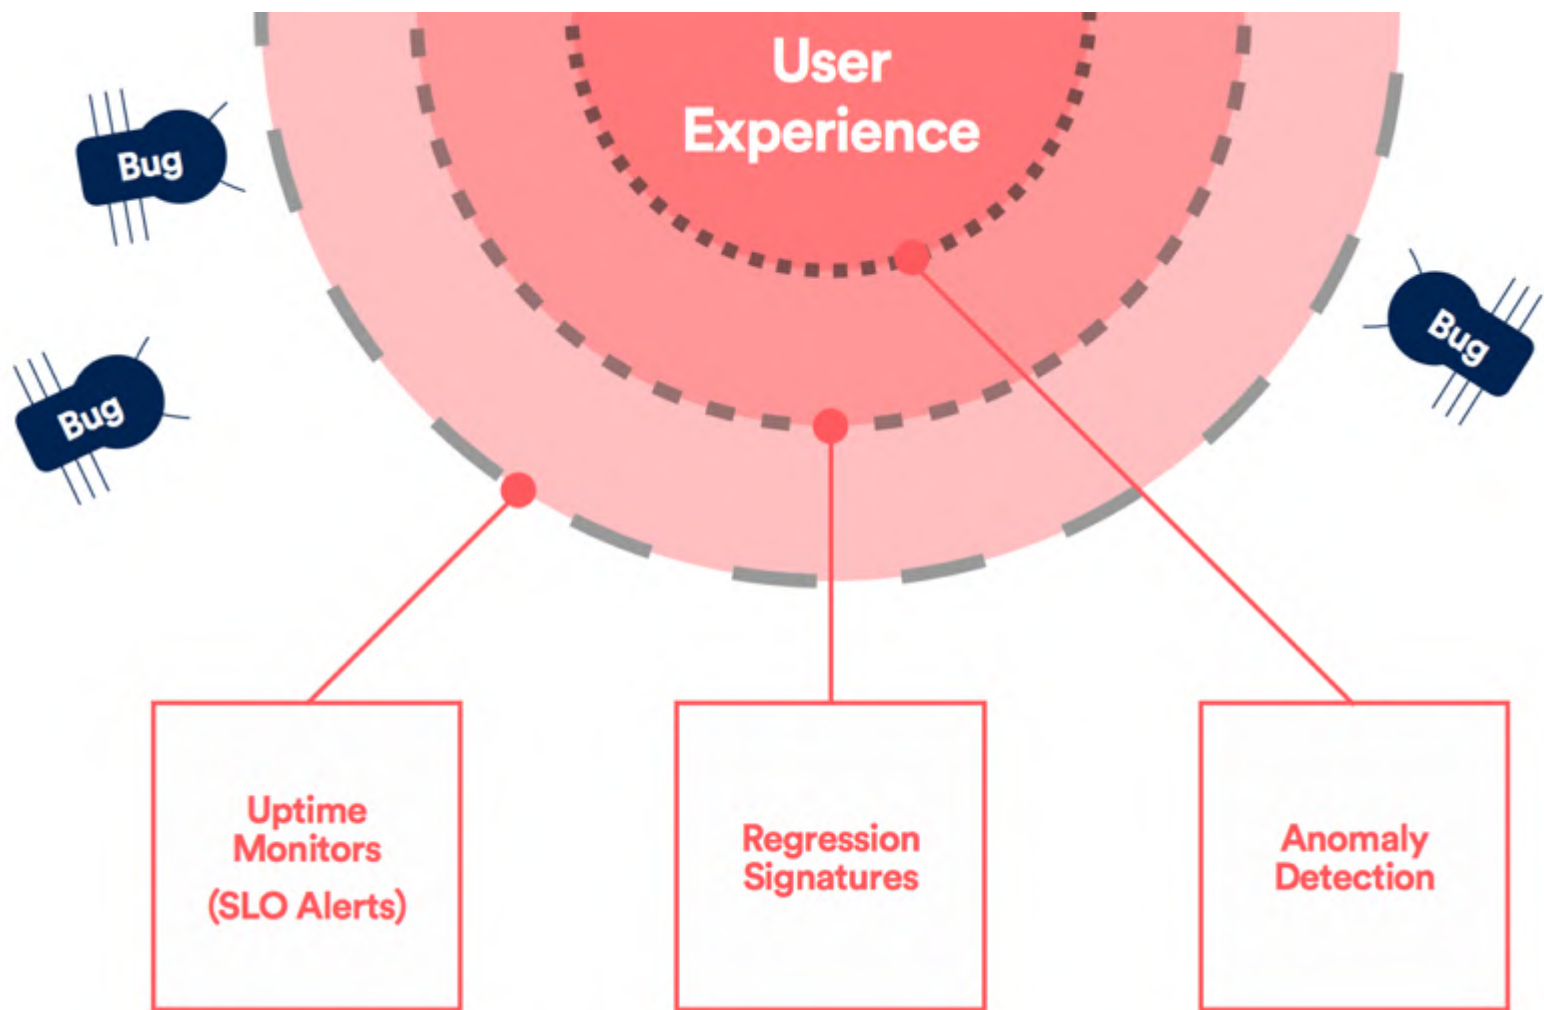 User
Experience
Bug
Bug
Bug
Uptime
Monitors
(SLO Alerts)
Regression
Signatures
Anomaly
Detection